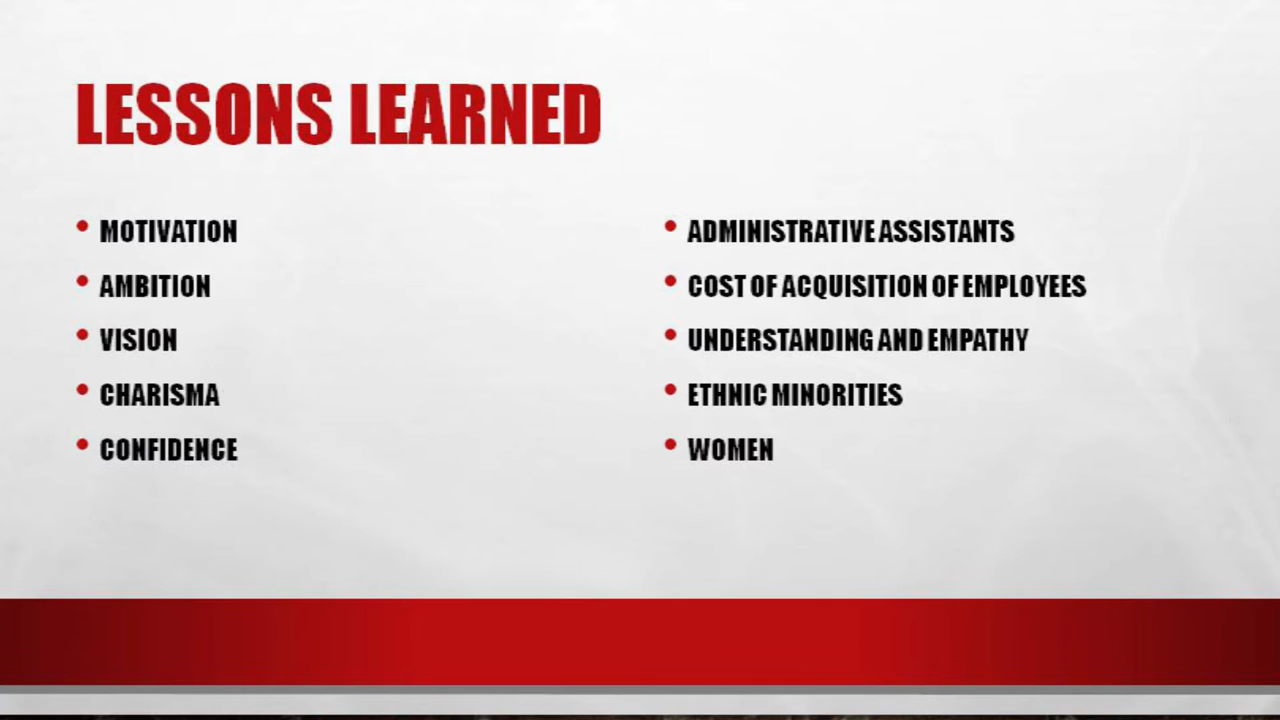 LESSONS LEARNED
• MOTIVATION
• AMBITION
• VISION
• CHARISMA
• CONFIDENCE
• ADMINISTRATIVE ASSISTANTS
• COST OF ACQUISITION OF EMPLOYEES
• UNDERSTANDING AND EMPATHY
• ETHNIC MINORITIES
• WOMEN